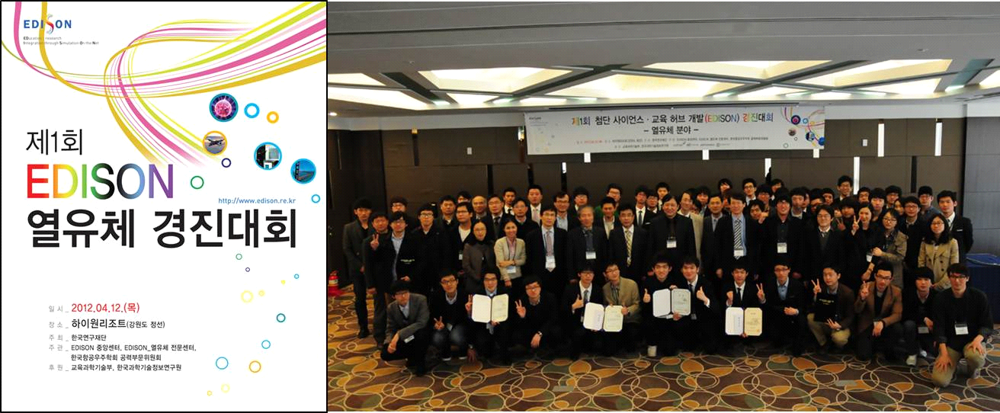 EDISON
EDucation - research
Integration through Simulation On the Net
제1회
EDISON
http://www.edison.re.kr
열유체 경진대회
일 시 _ 2012.04.12.(목)
장 소 _ 하이원리조트(강원도 정선)
주 최 _ 한국연구재단
주 관 _ EDISON 중앙센터, EDISON_열유체 전문센터,
한국항공우주학회 공력부문위원회
후 원 _ 교육과학기술부, 한국과학기술정보연구원
제1회 첨단 사이언스 · 교육 허브 개발(EDISON) 경진대회
- 열유체 분야 -